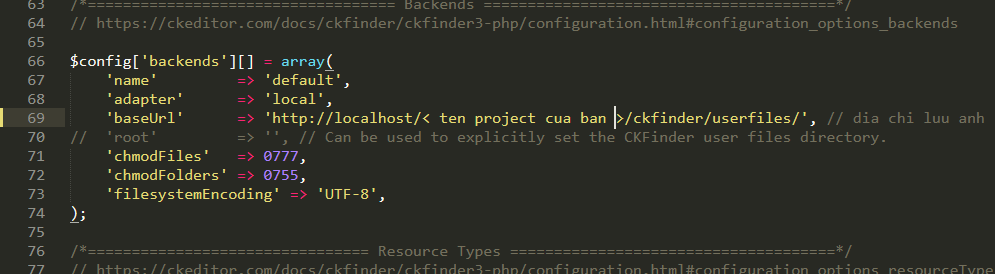 63 /*=================================== Backends ========================================*/
64 // https://ckeditor.com/docs/ckfinder/ckfinder3-php/configuration.html#configuration_options_backends
65
66 $config['backends'][] = array(
67     'name'         => 'default',
68     'adapter'      => 'local',
69     'baseUrl'      => 'http://localhost/< ten project cua ban >/ckfinder/userfiles/', // dia chi luu anh
70 //  'root'         => '', // Can be used to explicitly set the CKFinder user files directory.
71     'chmodFiles'   => 0777,
72     'chmodFolders' => 0755,
73     'filesystemEncoding' => 'UTF-8',
74 );
75
76 /*================================ Resource Types =====================================*/
77 // https://ckeditor.com/docs/ckfinder/ckfinder3-php/configuration.html#configuration_options_resourceType